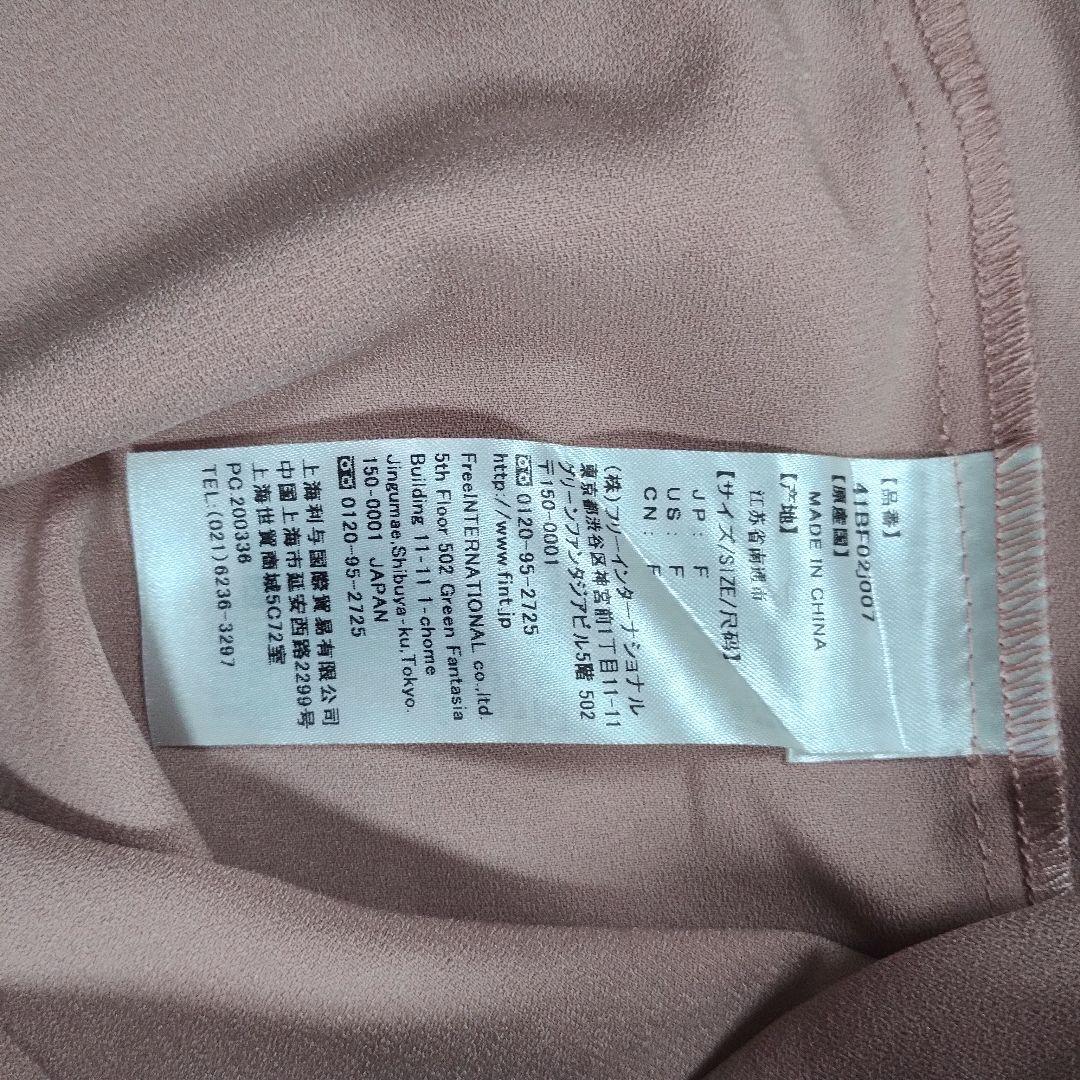 【品番】
41BF02J007
【原産国】
MADE IN CHINA
【产地】
江苏省南通市
【サイズ/SIZE/尺码】
JP: F
US: F
CN: F
(株)フリーインターナショナル
東京都渋谷区神宮前1丁目11-11
グリーンファンタジアビル5階 502
〒150-0001
0120-95-2725
http://www.fint.jp
FreeINTERNATIONAL co.,ltd.
5th Floor 502 Green Fantasia
Building 11-11 1-chome
Jingumae,Shibuya-ku,Tokyo.
150-0001 JAPAN
0120-95-2725
上海利与国際貿易有限公司
中国上海市延安西路2299号
上海世貿商城5C72室
PC:200336
TEL:(021)6236-3297